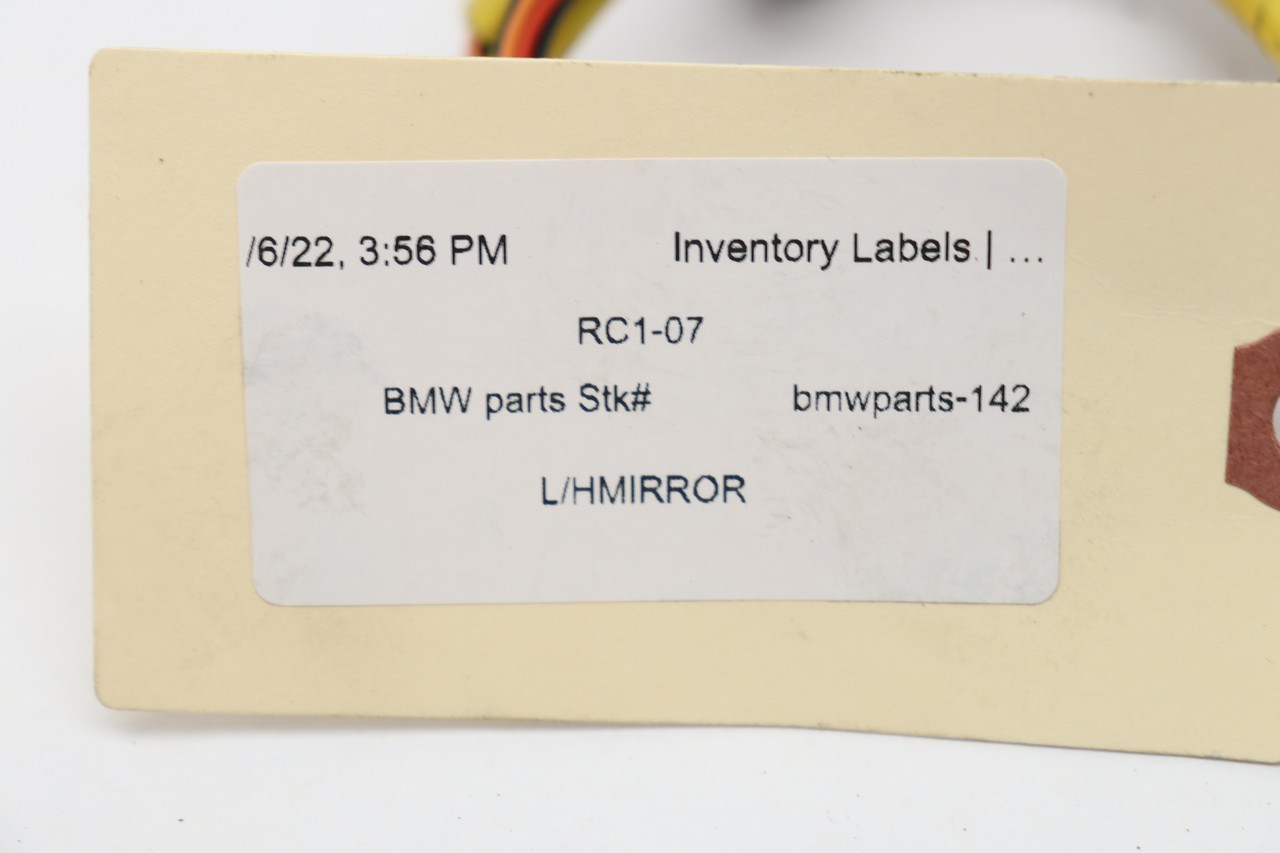 /6/22, 3:56 PM Inventory Labels | ...
RC1-07
BMW parts Stk# bmwparts-142
L/HMIRROR